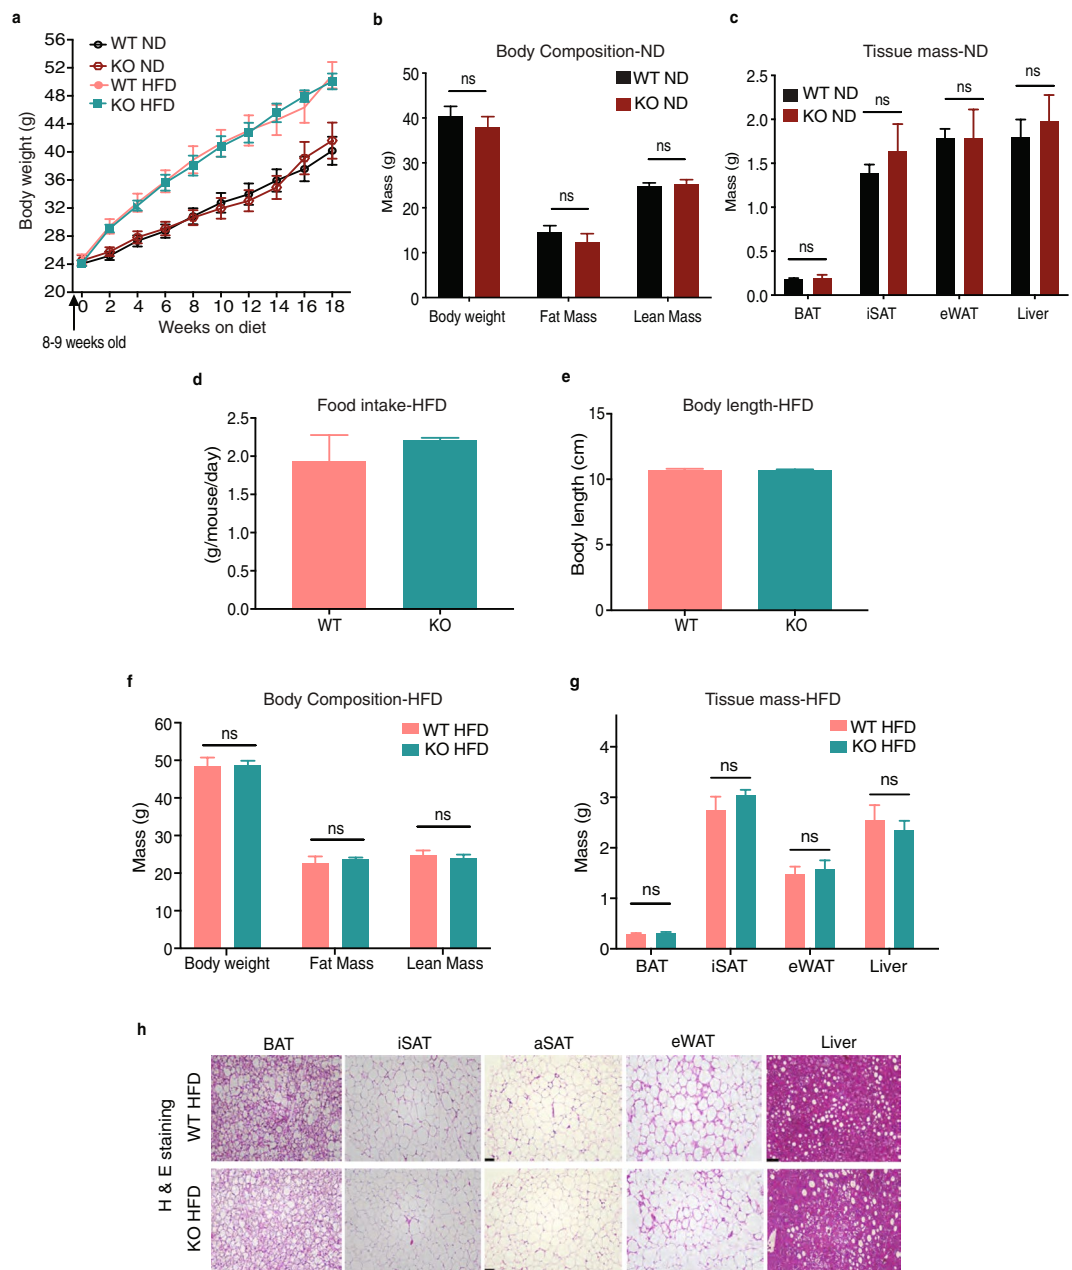 a
56
52
48
44
40
36
32
28
24
20
Body weight (g)
WT ND
KO ND
WT HFD
KO HFD
0 2 4 6 8 10 12 14 16 18
Weeks on diet
8-9 weeks old
b
Body Composition-ND
50
40
30
20
10
0
Mass (g)
WT ND
KO ND
ns
ns
ns
Body weight Fat Mass Lean Mass
c
Tissue mass-ND
2.5
2.0
1.5
1.0
0.5
0.0
Mass (g)
WT ND
KO ND
ns
ns
ns
ns
BAT iSAT eWAT Liver
d
Food intake-HFD
2.5
2.0
1.5
1.0
0.5
0.0
(g/mouse/day)
WT KO
e
Body length-HFD
15
10
5
0
Body length (cm)
WT KO
f
Body Composition-HFD
60
50
40
30
20
10
0
Mass (g)
WT HFD
KO HFD
ns
ns
ns
Body weight Fat Mass Lean Mass
g
Tissue mass-HFD
4
3
2
1
0
Mass (g)
WT HFD
KO HFD
ns
ns
ns
ns
BAT iSAT eWAT Liver
h
BAT iSAT aSAT eWAT Liver
H & E staining
WT HFD
KO HFD